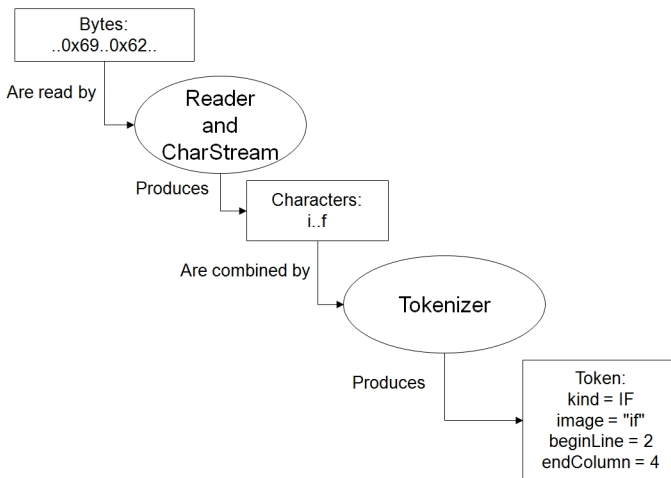 Bytes:
..0x69..0x62..
Are read by
Reader
and
CharStream
Produces
Characters:
i..f
Are combined by
Tokenizer
Produces
Token:
kind = IF
image = "if"
beginLine = 2
endColumn = 4